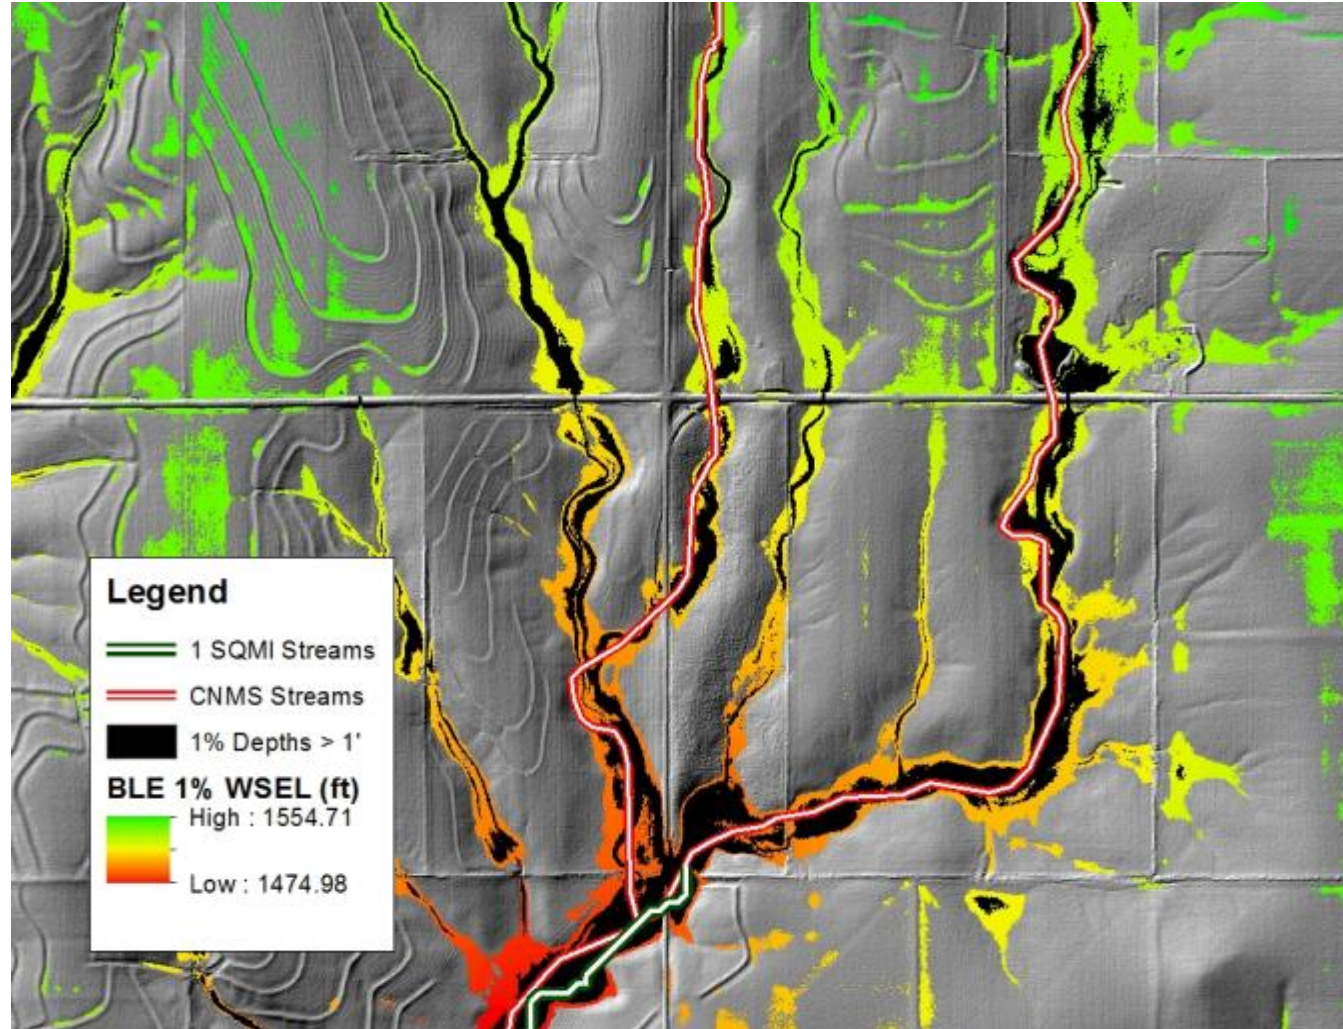 Legend
1 SQMI Streams
CNMS Streams
1% Depths > 1'
BLE 1% WSEL (ft)
High : 1554.71
Low : 1474.98